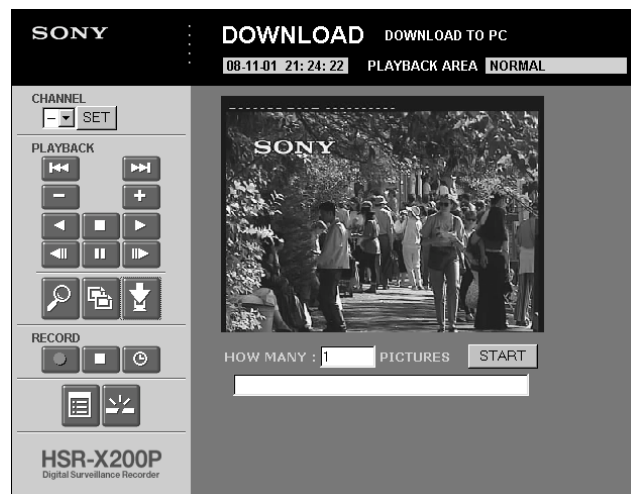 SONY
DOWNLOAD DOWNLOAD TO PC
08-11-01 21:24:22 PLAYBACK AREA NORMAL
CHANNEL
– SET
PLAYBACK
SONY
HOW MANY : 1 PICTURES START
RECORD
HSR-X200P
Digital Surveillance Recorder